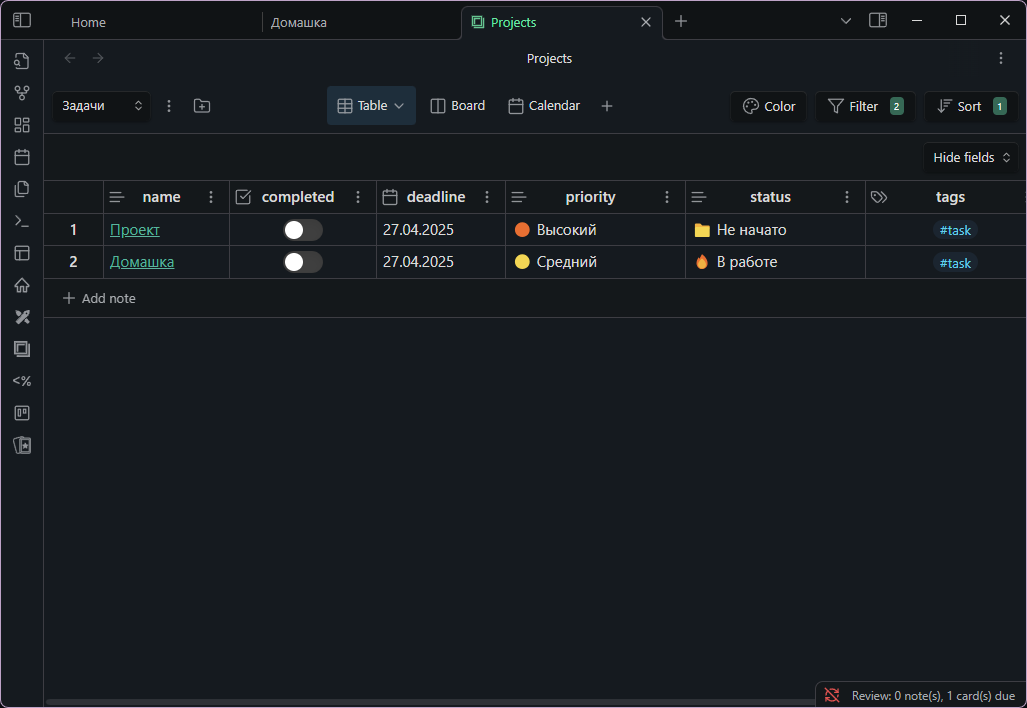 Home Домашка Projects
Projects
Задачи Table Board Calendar Color Filter 2 Sort 1
Hide fields
name completed deadline priority status tags
1 Проект 27.04.2025 Высокий Не начато #task
2 Домашка 27.04.2025 Средний В работе #task
Add note
<%
Review: 0 note(s), 1 card(s) due